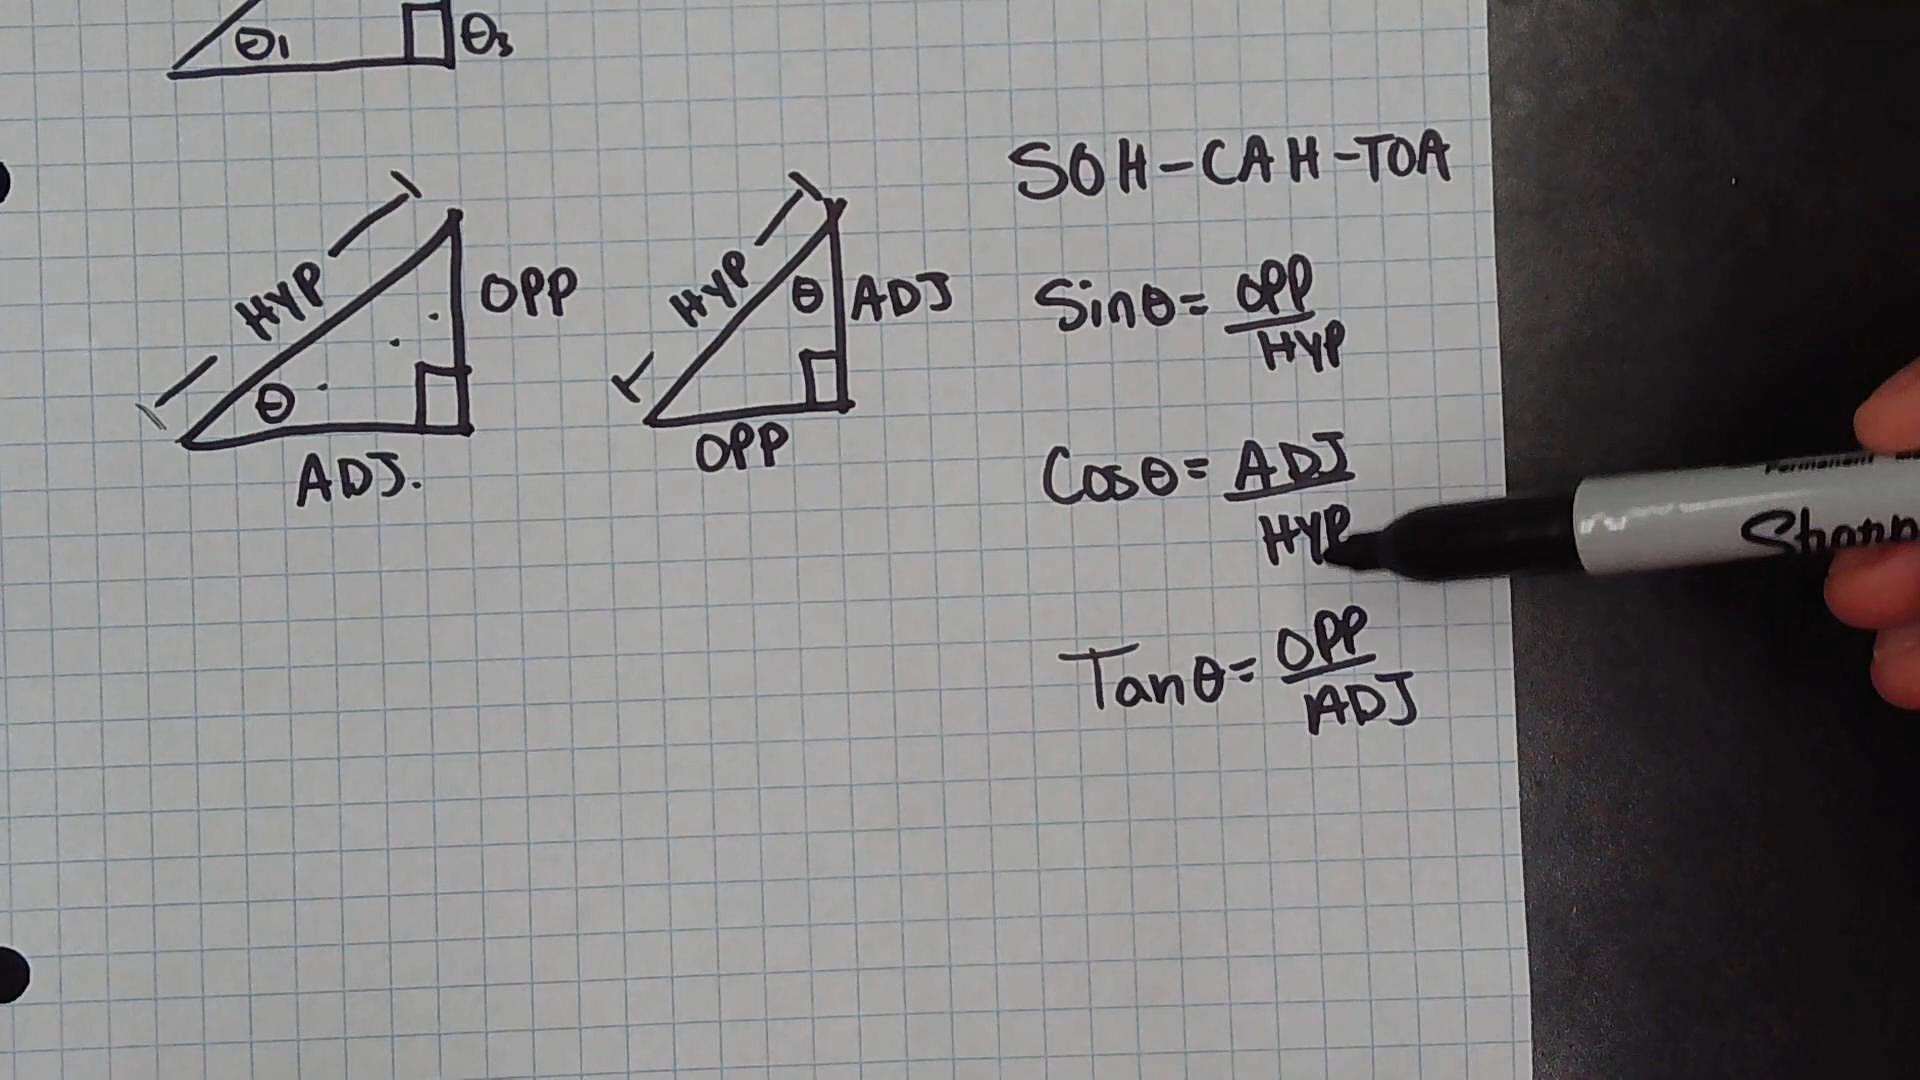 θ1 θ3
SOH-CAH-TOA
HYP
OPP
θ
ADJ.
HYP
θ
ADJ
OPP
Sinθ= OPP
HYP
Cosθ= ADJ
HYP
Tanθ= OPP
ADJ
Permanent